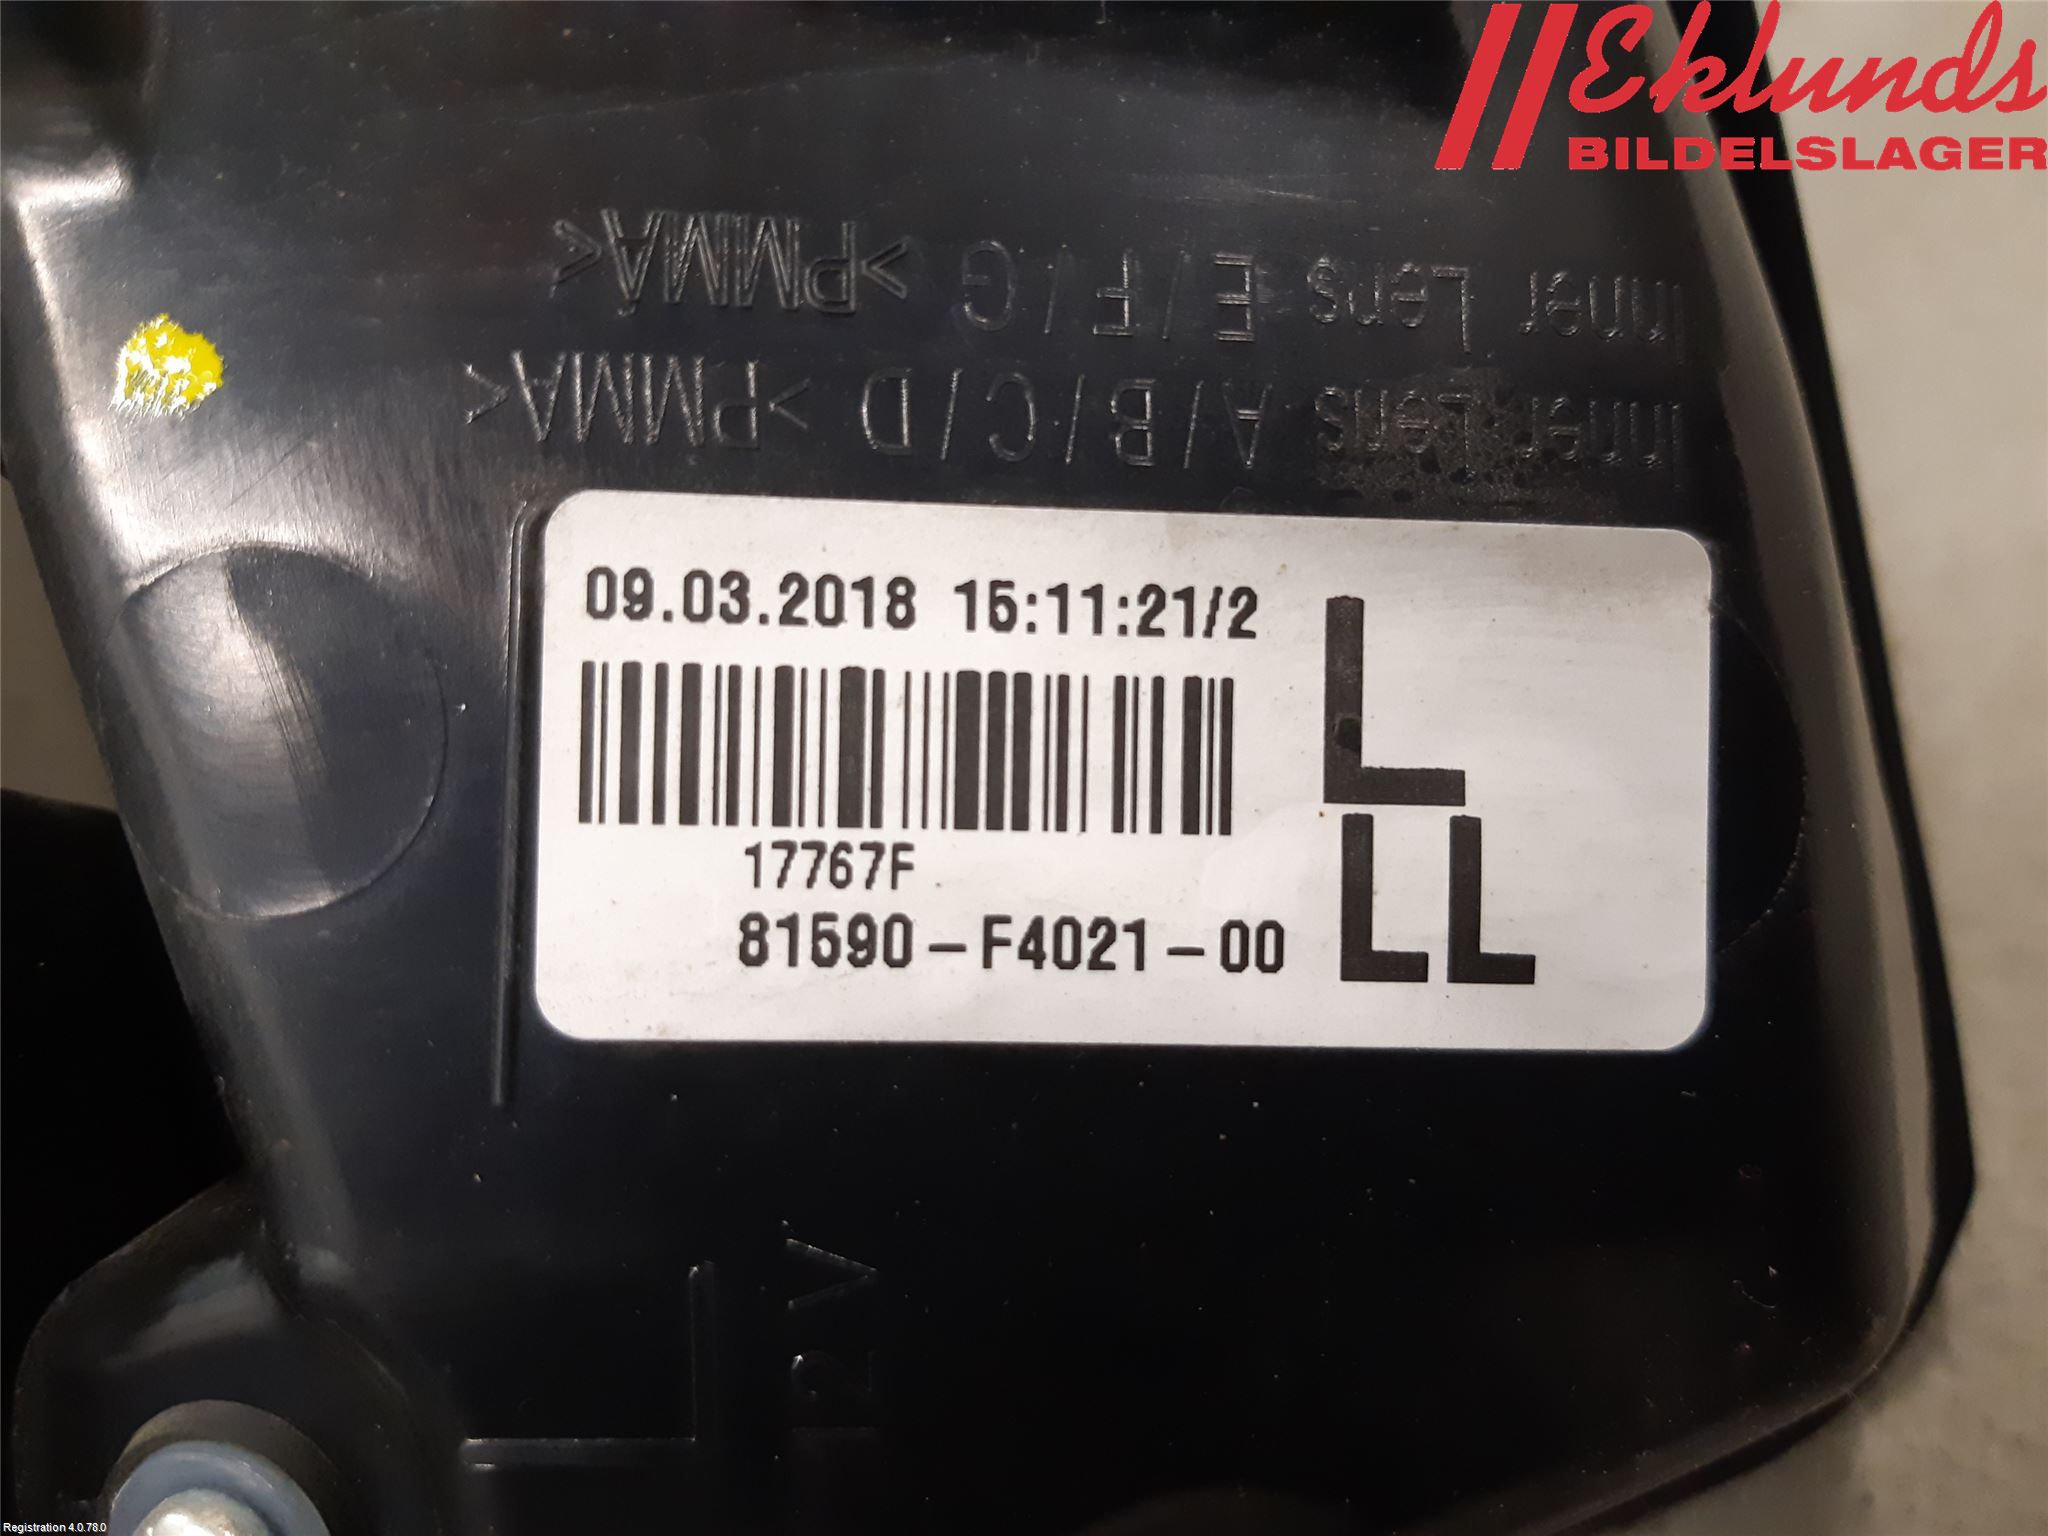 Eklunds
BILDELSLAGER
Inner Lens E/F/G >PMMA<
Inner Lens A/B/C/D >PMMA<
09.03.2018 15:11:21/2
L
17767F
81590-F4021-00
LL
12V
L
Registration 4.0.78.0